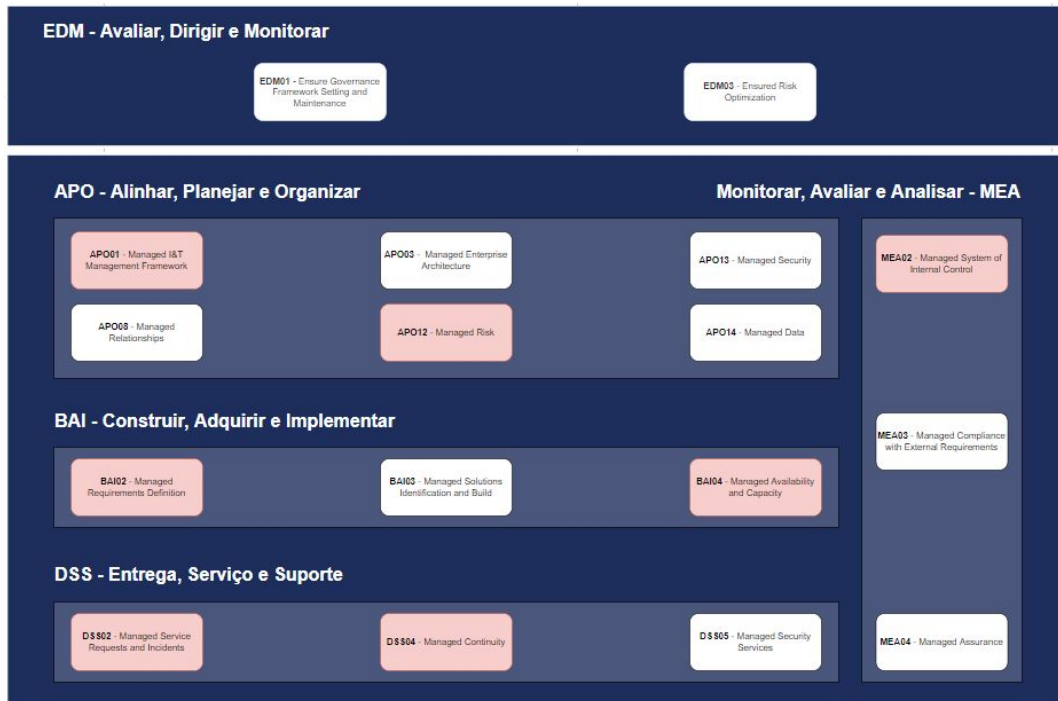 EDM - Avaliar, Dirigir e Monitorar
EDM01 - Ensure Governance
Framework Setting and
Maintenance
EDM03 - Ensured Risk
Optimization
APO - Alinhar, Planejar e Organizar
Monitorar, Avaliar e Analisar - MEA
APO01 - Managed I&T
Management Framework
APO03 - Managed Enterprise
Architecture
APO13 - Managed Security
MEA02 - Managed System of
Internal Control
APO08 - Managed
Relationships
APO12 - Managed Risk
APO14 - Managed Data
BAI - Construir, Adquirir e Implementar
MEA03 - Managed Compliance
with External Requirements
BAI02 - Managed
Requirements Definition
BAI03 - Managed Solutions
Identification and Build
BAI04 - Managed Availability
and Capacity
DSS - Entrega, Serviço e Suporte
DSS02 - Managed Service
Requests and Incidents
DSS04 - Managed Continuity
DSS05 - Managed Security
Services
MEA04 - Managed Assurance